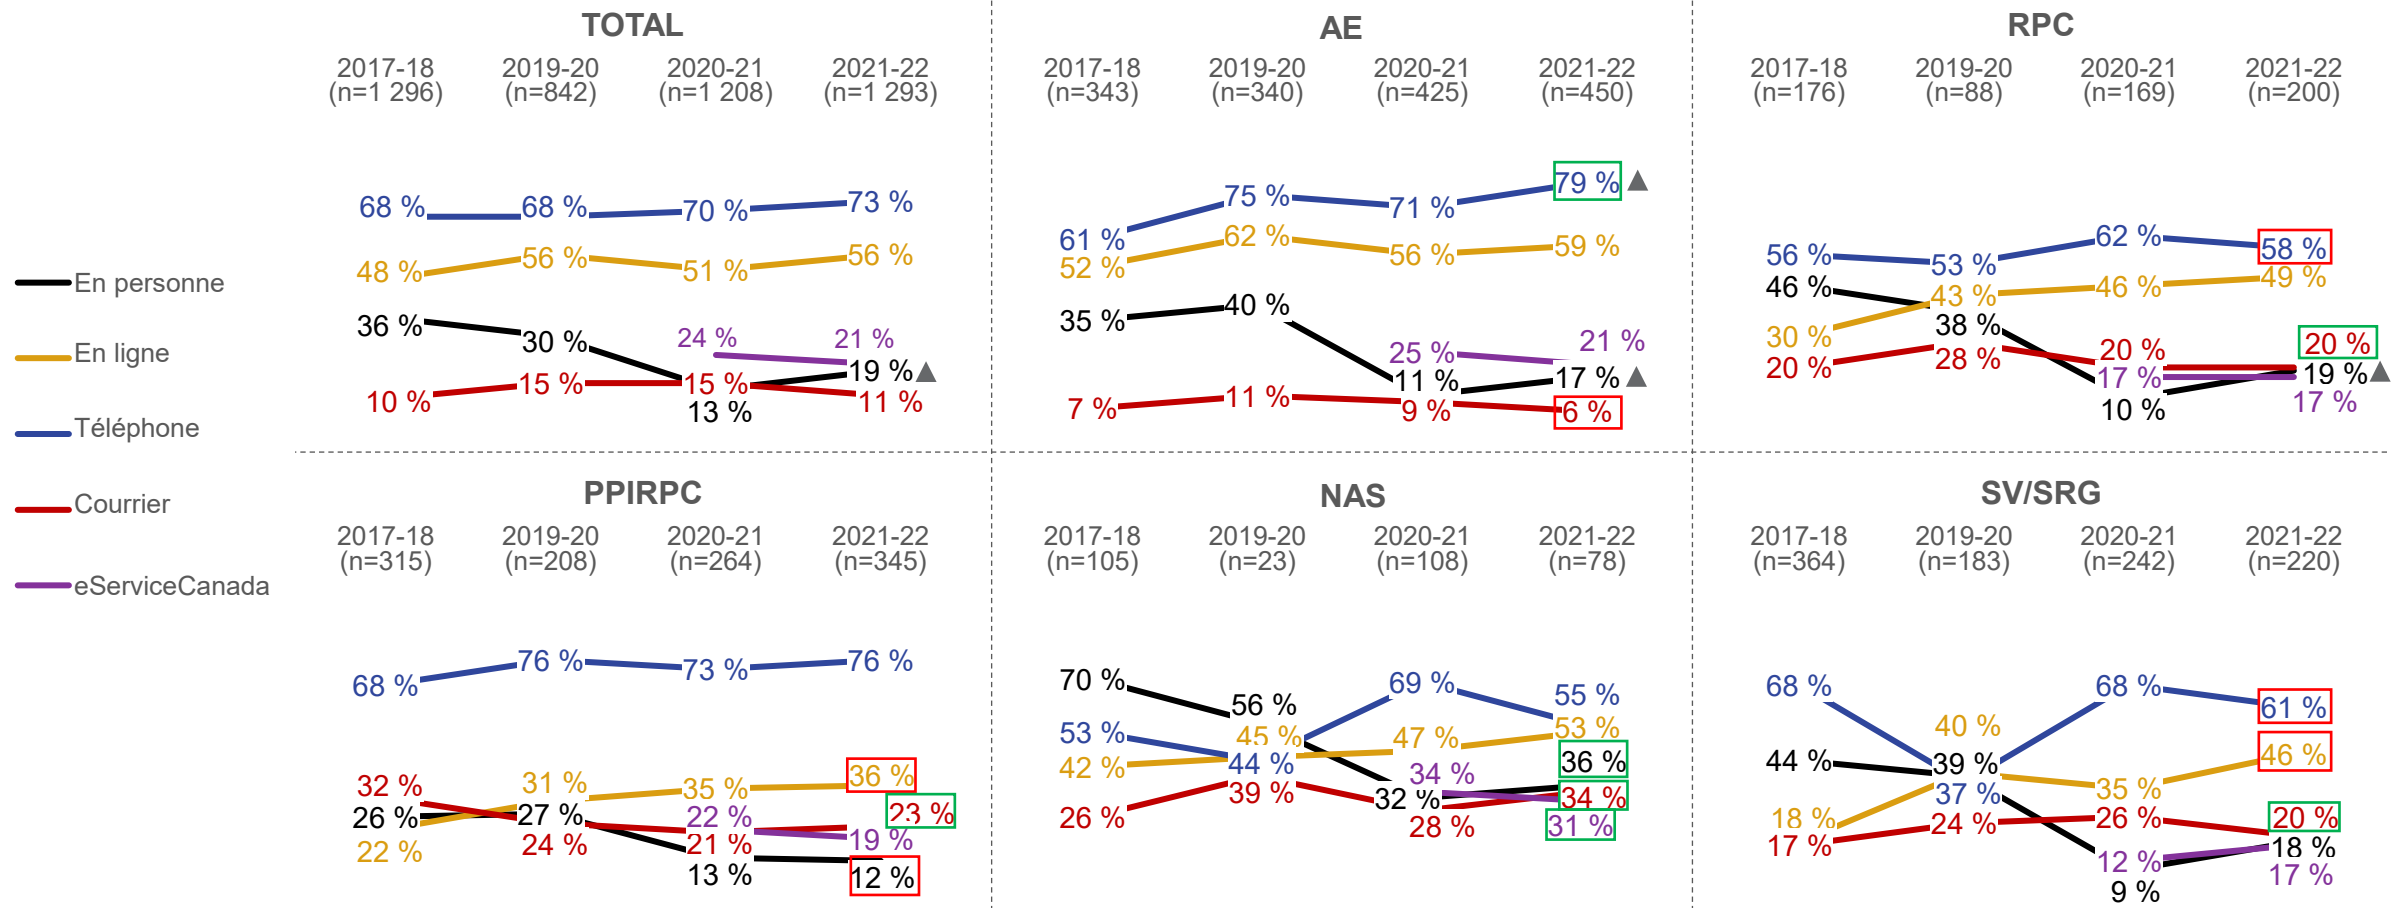 En personne
En ligne
Téléphone
Courrier
eServiceCanada
TOTAL
2017-18 2019-20 2020-21 2021-22
(n=1 296) (n=842) (n=1 208) (n=1 293)
68 % 68 % 70 % 73 %
48 % 56 % 51 % 56 %
36 % 30 % 13 % 19 %
24 % 21 %
10 % 15 % 15 % 11 %
AE
2017-18 2019-20 2020-21 2021-22
(n=343) (n=340) (n=425) (n=450)
61 % 75 % 71 % 79 %
52 % 62 % 56 % 59 %
35 % 40 % 11 % 17 %
25 % 21 %
7 % 11 % 9 % 6 %
RPC
2017-18 2019-20 2020-21 2021-22
(n=176) (n=88) (n=169) (n=200)
56 % 53 % 62 % 58 %
46 % 38 % 10 % 19 %
30 % 43 % 46 % 49 %
20 % 28 % 20 % 20 %
17 % 17 %
PPIRPC
2017-18 2019-20 2020-21 2021-22
(n=315) (n=208) (n=264) (n=345)
68 % 76 % 73 % 76 %
32 % 24 % 21 % 23 %
26 % 27 % 13 % 12 %
22 % 31 % 35 % 36 %
22 % 19 %
NAS
2017-18 2019-20 2020-21 2021-22
(n=105) (n=23) (n=108) (n=78)
70 % 56 % 32 % 36 %
53 % 44 % 69 % 55 %
42 % 45 % 47 % 53 %
34 % 31 %
26 % 39 % 28 % 34 %
SV/SRG
2017-18 2019-20 2020-21 2021-22
(n=364) (n=183) (n=242) (n=220)
68 % 37 % 68 % 61 %
44 % 39 % 9 % 18 %
18 % 40 % 35 % 46 %
17 % 24 % 26 % 20 %
12 % 17 %